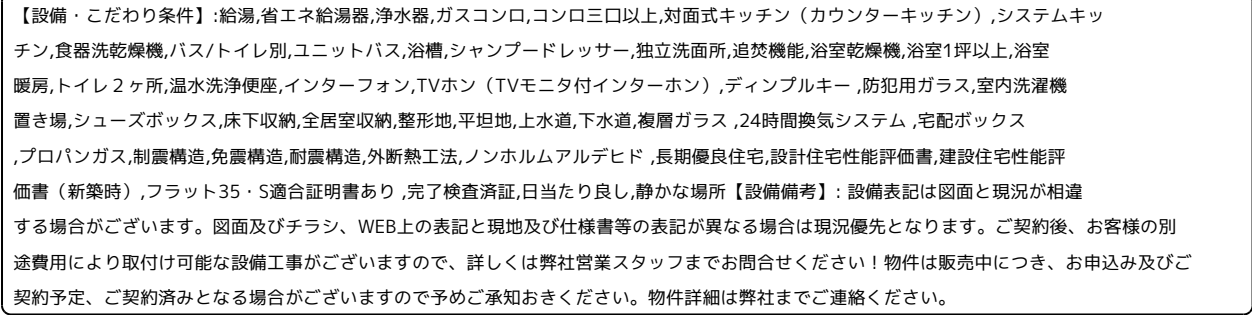 【設備・こだわり条件】:給湯,省エネ給湯器,浄水器,ガスコンロ,コンロ三口以上,対面式キッチン（カウンターキッチン）,システムキッ
チン,食器洗乾燥機,バス/トイレ別,ユニットバス,浴槽,シャンプードレッサー,独立洗面所,追焚機能,浴室乾燥機,浴室1坪以上,浴室
暖房,トイレ２ヶ所,温水洗浄便座,インターフォン,TVホン（TVモニタ付インターホン）,ディンプルキー ,防犯用ガラス,室内洗濯機
置き場,シューズボックス,床下収納,全居室収納,整形地,平坦地,上水道,下水道,複層ガラス ,24時間換気システム ,宅配ボックス
,プロパンガス,制震構造,免震構造,耐震構造,外断熱工法,ノンホルムアルデヒド ,長期優良住宅,設計住宅性能評価書,建設住宅性能評
価書（新築時）,フラット35・S適合証明書あり ,完了検査済証,日当たり良し,静かな場所【設備備考】: 設備表記は図面と現況が相違
する場合がございます。図面及びチラシ、WEB上の表記と現地及び仕様書等の表記が異なる場合は現況優先となります。ご契約後、お客様の別
途費用により取付け可能な設備工事がございますので、詳しくは弊社営業スタッフまでお問合せください！物件は販売中につき、お申込み及びご
契約予定、ご契約済みとなる場合がございますので予めご承知おきください。物件詳細は弊社までご連絡ください。